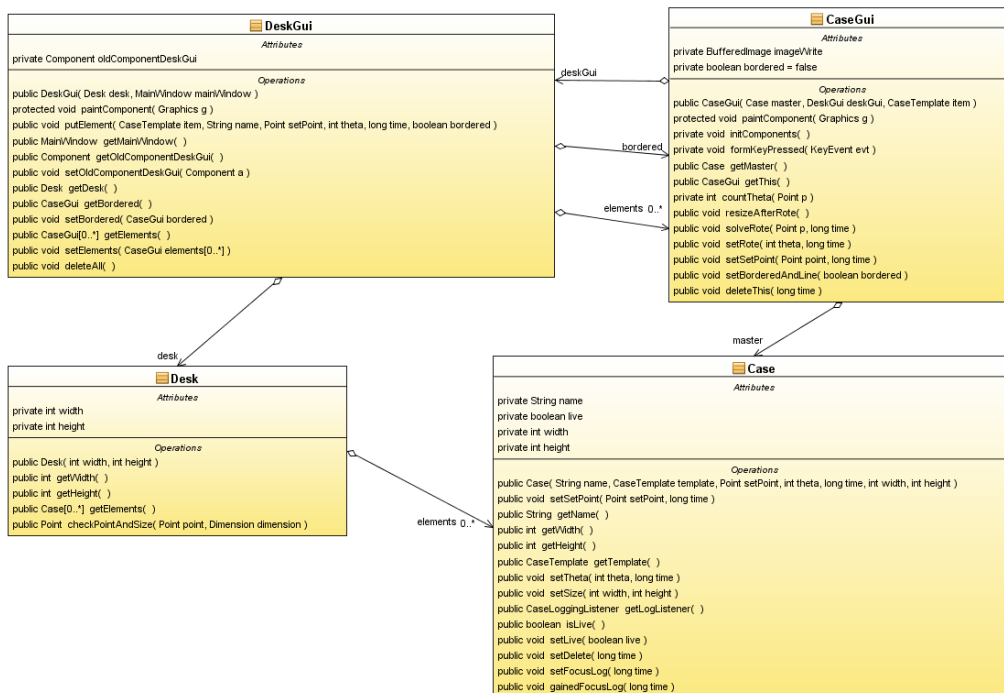 DeskGui
Attributes
private Component oldComponentDeskGui
Operations
public DeskGui( Desk desk, MainWindow mainWindow )
protected void paintComponent( Graphics g )
public void putElement( CaseTemplate item, String name, Point setPoint, int theta, long time, boolean bordered )
public MainWindow getMainWindow( )
public Component getOldComponentDeskGui( )
public void setOldComponentDeskGui( Component a )
public Desk getDesk( )
public CaseGui getBordered( )
public void setBordered( CaseGui bordered )
public CaseGui[0..*] getElements( )
public void setElements( CaseGui elements[0..*] )
public void deleteAll( )
deskGui
bordered
elements 0..*
CaseGui
Attributes
private BufferedImage imageWrite
private boolean bordered = false
Operations
public CaseGui( Case master, DeskGui deskGui, CaseTemplate item )
protected void paintComponent( Graphics g )
private void initComponents( )
private void formKeyPressed( KeyEvent evt )
public Case getMaster( )
public CaseGui getThis( )
private int countTheta( Point p )
public void resizeAfterRote( )
public void solveRote( Point p, long time )
public void setRote( int theta, long time )
public void setSetPoint( Point point, long time )
public void setBorderedAndLine( boolean bordered )
public void deleteThis( long time )
desk
master
Desk
Attributes
private int width
private int height
Operations
public Desk( int width, int height )
public int getWidth( )
public int getHeight( )
public Case[0..*] getElements( )
public Point checkPointAndSize( Point point, Dimension dimension )
elements 0..*
Case
Attributes
private String name
private boolean live
private int width
private int height
Operations
public Case( String name, CaseTemplate template, Point setPoint, int theta, long time, int width, int height )
public void setSetPoint( Point setPoint, long time )
public String getName( )
public int getWidth( )
public int getHeight( )
public CaseTemplate getTemplate( )
public void setTheta( int theta, long time )
public void setSize( int width, int height )
public CaseLoggingListener getLogListener( )
public boolean isLive( )
public void setLive( boolean live )
public void setDelete( long time )
public void setFocusLog( long time )
public void gainedFocusLog( long time )